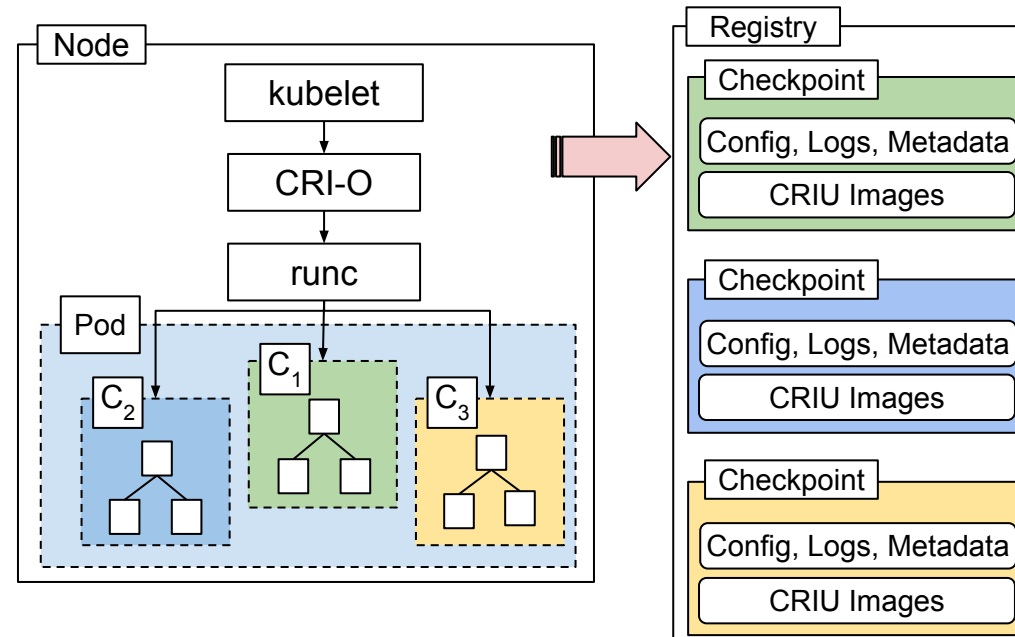 Node
kubelet
CRI-O
runc
Pod
C1
C2
C3
Registry
Checkpoint
Config, Logs, Metadata
CRIU Images
Checkpoint
Config, Logs, Metadata
CRIU Images
Checkpoint
Config, Logs, Metadata
CRIU Images